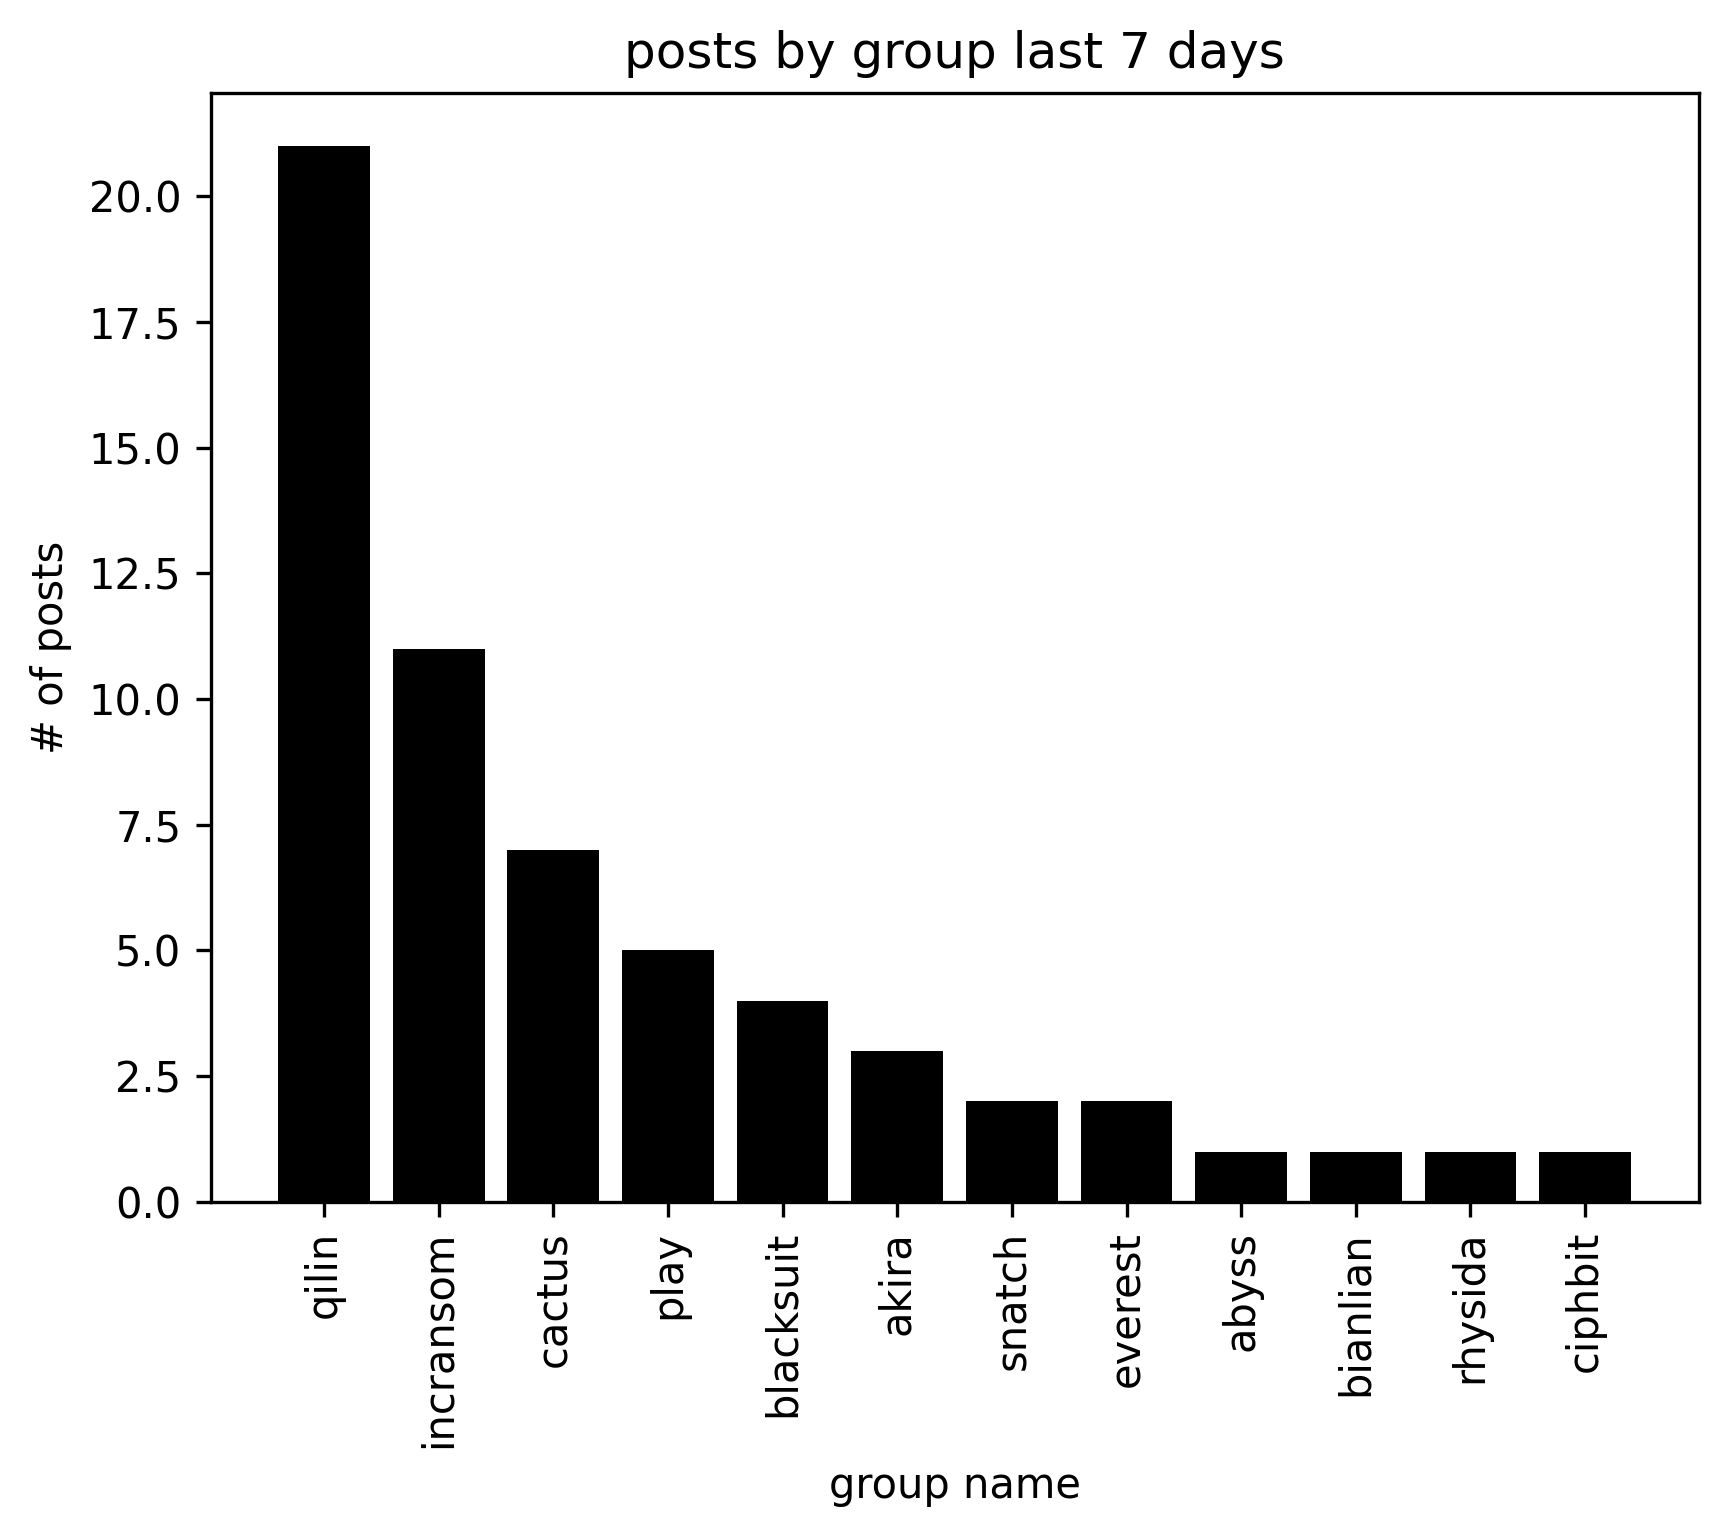 posts by group last 7 days
20.0
17.5
15.0
12.5
10.0
7.5
5.0
2.5
0.0
# of posts
qilin
incransom
cactus
play
blacksuit
akira
snatch
everest
abyss
bianlian
rhysida
ciphbit
group name